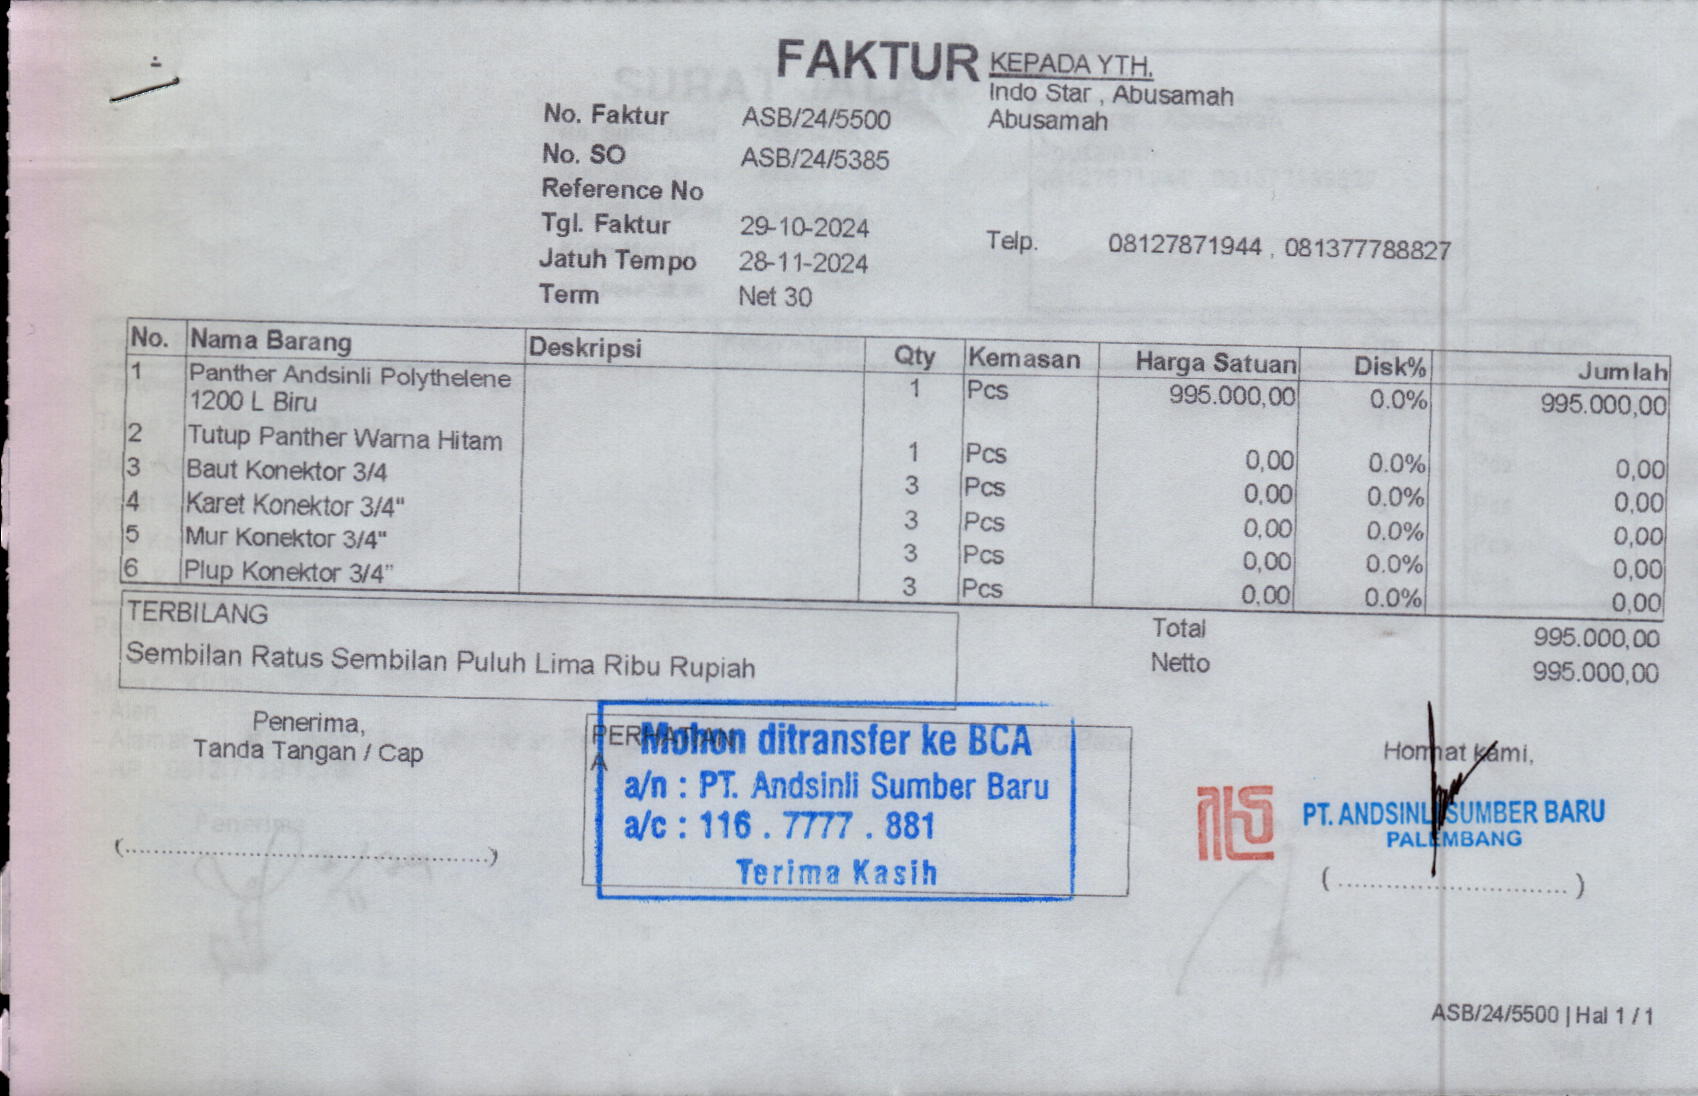 FAKTUR
KEPADA YTH,
Indo Star , Abusamah
Abusamah
No. Faktur ASB/24/5500
No. SO ASB/24/5385
Reference No
Tgl. Faktur 29-10-2024
Telp. 08127871944 , 081377788827
Jatuh Tempo 28-11-2024
Term Net 30
No. Nama Barang Deskripsi Qty Kemasan Harga Satuan Disk% Jumlah
1 Panther Andsinli Polythelene 1 Pcs 995.000,00 0.0% 995.000,00
1200 L Biru
2 Tutup Panther Warna Hitam 1 Pcs 0,00 0.0% 0,00
3 Baut Konektor 3/4 3 Pcs 0,00 0.0% 0,00
4 Karet Konektor 3/4" 3 Pcs 0,00 0.0% 0,00
5 Mur Konektor 3/4" 3 Pcs 0,00 0.0% 0,00
6 Plup Konektor 3/4" 3 Pcs 0,00 0.0% 0,00
TERBILANG
Sembilan Ratus Sembilan Puluh Lima Ribu Rupiah
Total 995.000,00
Netto 995.000,00
Penerima,
Tanda Tangan / Cap
(..........................................................)
PERHATIAN
A
Mohon ditransfer ke BCA
a/n : PT. Andsinli Sumber Baru
a/c : 116 . 7777 . 881
Terima Kasih
Hormat kami,
PT. ANDSINLI SUMBER BARU
PALEMBANG
( .................................... )
ASB/24/5500 | Hal 1 / 1